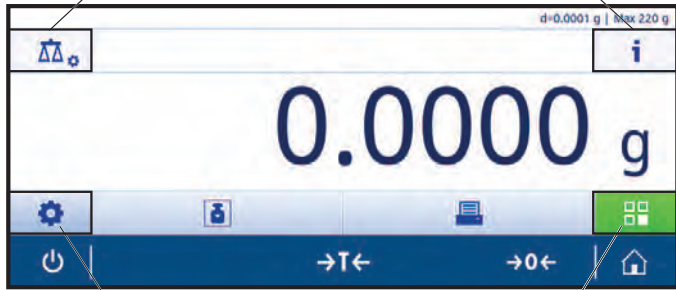 d=0.0001 g | Max 220 g
i
0.0000 g
→T← →0←